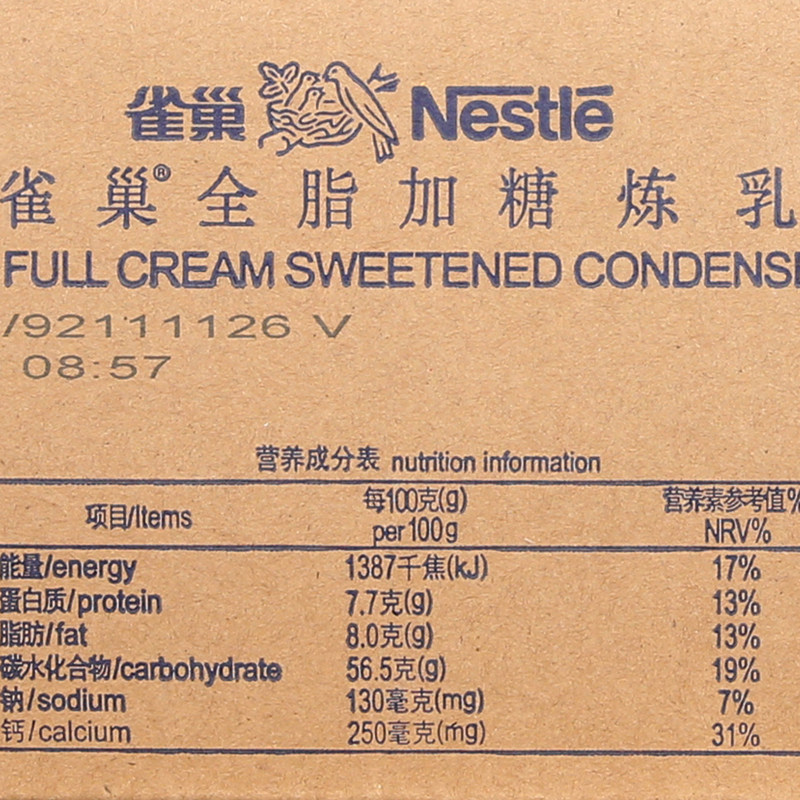 雀巢 Nestlé
雀巢® 全脂加糖炼乳
FULL CREAM SWEETENED CONDENSE
/92111126 V
08:57
营养成分表 nutrition information
项目/Items 每100克(g) per 100g 营养素参考值% NRV%
能量/energy 1387千焦(kJ) 17%
蛋白质/protein 7.7克(g) 13%
脂肪/fat 8.0克(g) 13%
碳水化合物/carbohydrate 56.5克(g) 19%
钠/sodium 130毫克(mg) 7%
钙/calcium 250毫克(mg) 31%